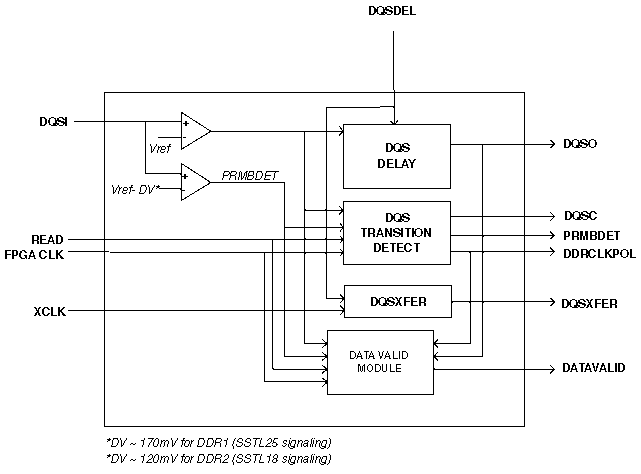 DQSDEL
DQSI
Vref
Vref- DV*
PRMBDET
DQS
DELAY
DQSO
DQS
TRANSITION
DETECT
DQSC
PRMBDET
DDRCLKPOL
READ
FPGA CLK
XCLK
DQSXFER
DQSXFER
DATA VALID
MODULE
DATAVALID
*DV ~ 170mV for DDR1 (SSTL25 signaling)
*DV ~ 120mV for DDR2 (SSTL18 signaling)